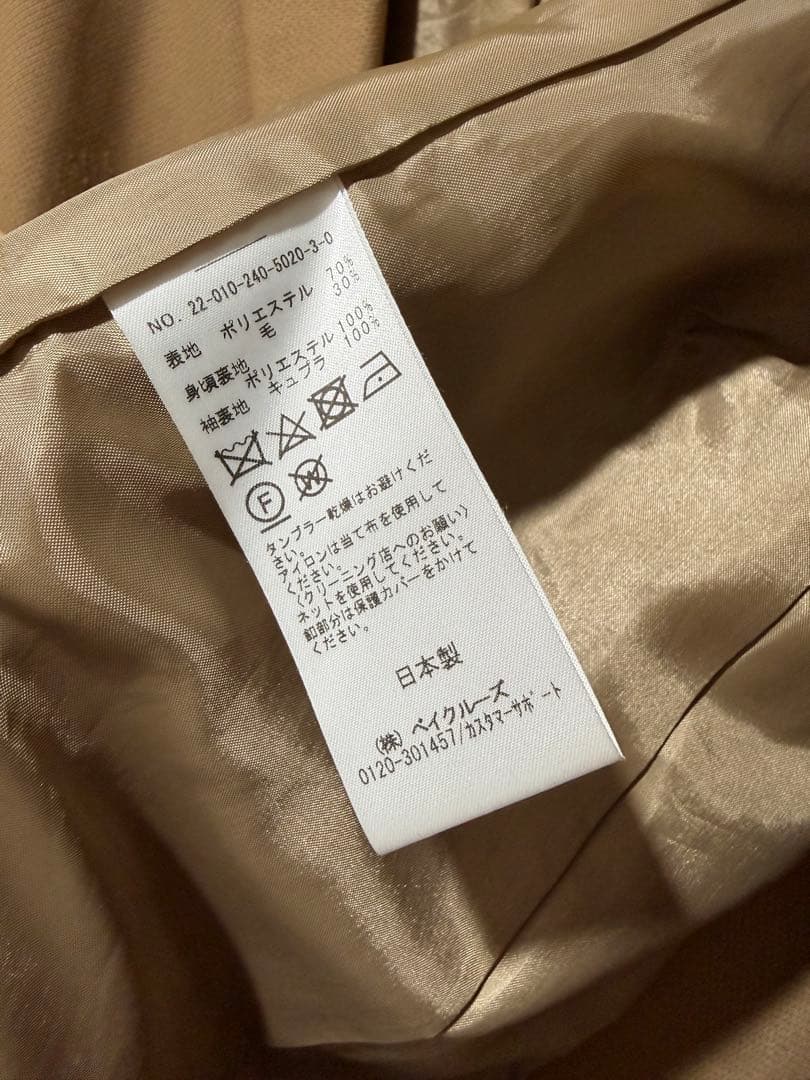 NO. 22-010-240-5020-3-0
表地 ポリエステル 70%
毛 30%
身頃裏地 ポリエステル 100%
袖裏地 キュプラ 100%
F W
タンブラー乾燥はお避けくだ
さい。
アイロンは当て布を使用して
ください。
〈クリーニング店へのお願い〉
ネットを使用してください。
釦部分は保護カバーをかけて
ください。
日本製
(株) ベイクルーズ
0120-301457/カスタマーサポート